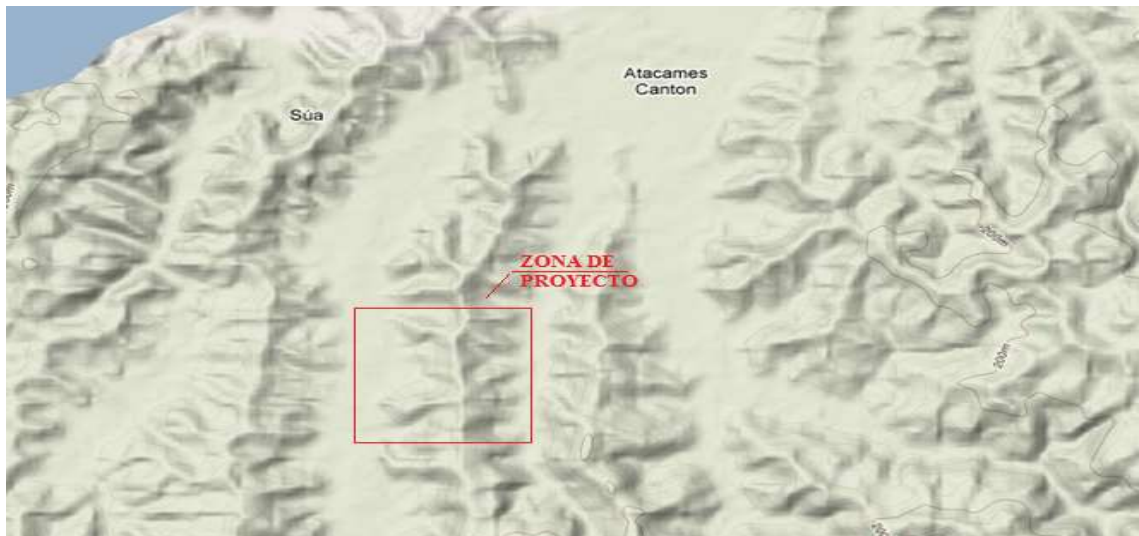 Atacames
Canton
Súa
ZONA DE
PROYECTO
200m
200m